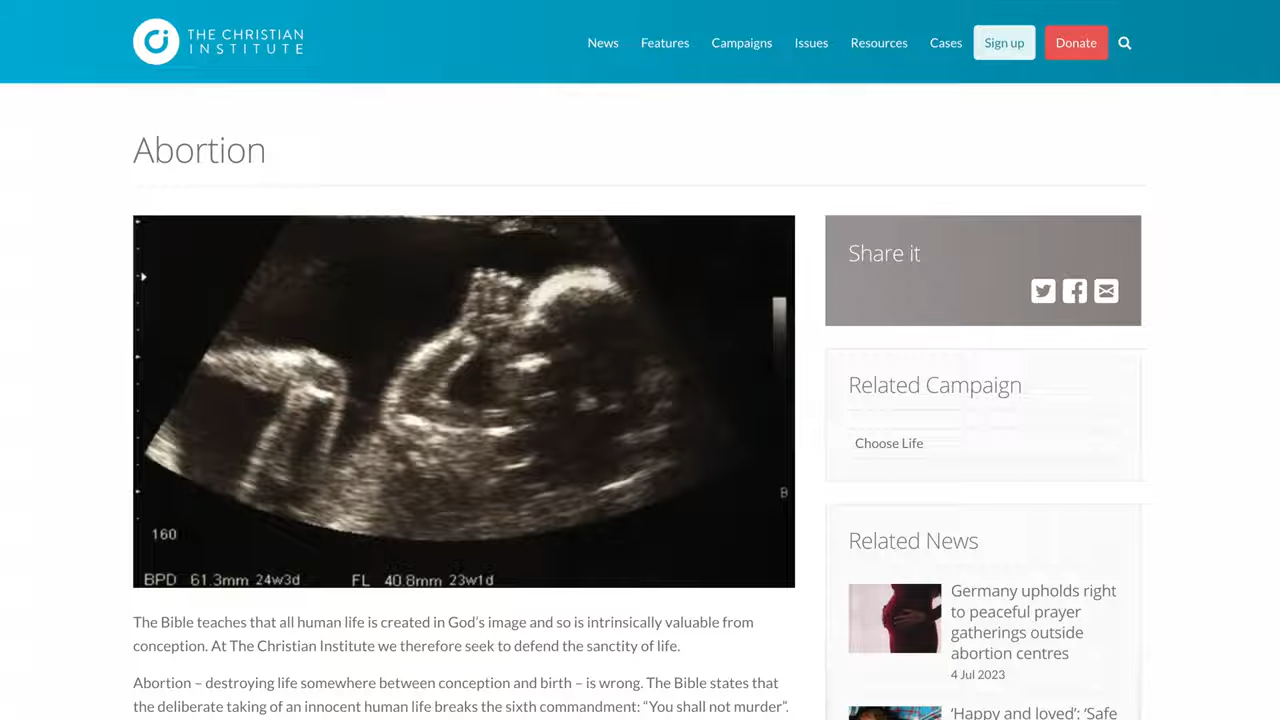 THE CHRISTIAN
INSTITUTE
News Features Campaigns Issues Resources Cases Sign up Donate
Abortion
160
BPD 61.3mm 24w3d FL 40.8mm 23w1d
B
The Bible teaches that all human life is created in God’s image and so is intrinsically valuable from
conception. At The Christian Institute we therefore seek to defend the sanctity of life.
Abortion – destroying life somewhere between conception and birth – is wrong. The Bible states that
the deliberate taking of an innocent human life breaks the sixth commandment: “You shall not murder”.
Share it
Related Campaign
Choose Life
Related News
Germany upholds right
to peaceful prayer
gatherings outside
abortion centres
4 Jul 2023
‘Happy and loved’: ‘Safe